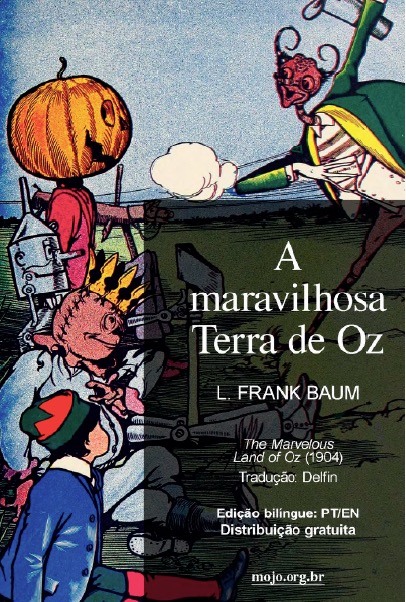 A
maravilhosa
Terra de Oz
L. FRANK BAUM
The Marvelous
Land of Oz (1904)
Tradução: Delfin
Edição bilíngue: PT/EN
Distribuição gratuita
mojo.org.br